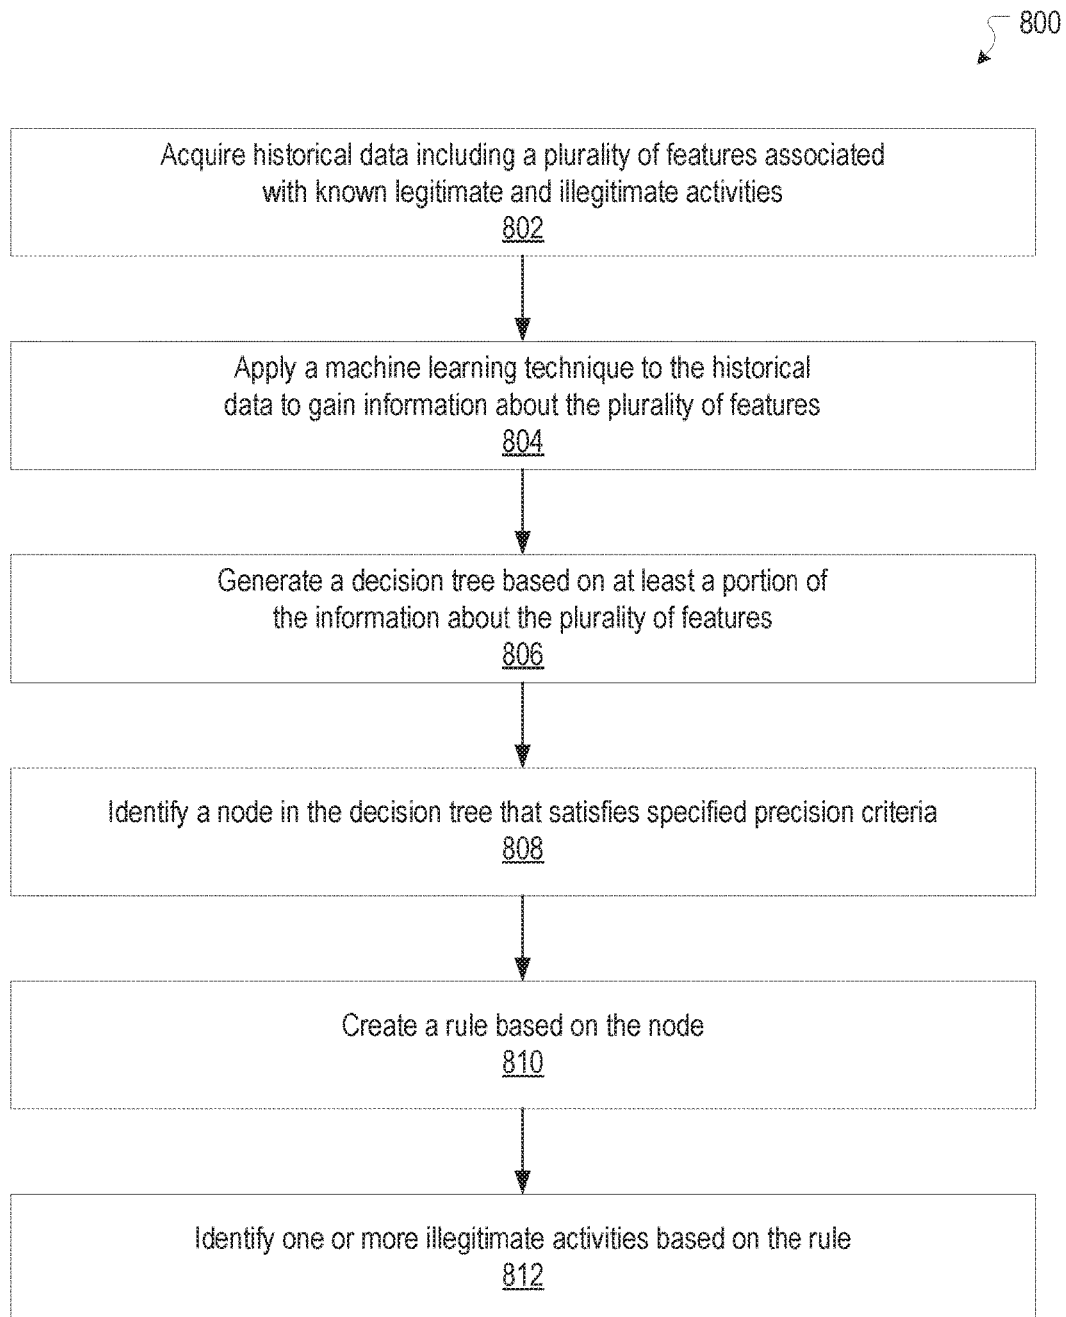 800
Acquire historical data including a plurality of features associated
with known legitimate and illegitimate activities
802
Apply a machine learning technique to the historical
data to gain information about the plurality of features
804
Generate a decision tree based on at least a portion of
the information about the plurality of features
806
Identify a node in the decision tree that satisfies specified precision criteria
808
Create a rule based on the node
810
Identify one or more illegitimate activities based on the rule
812